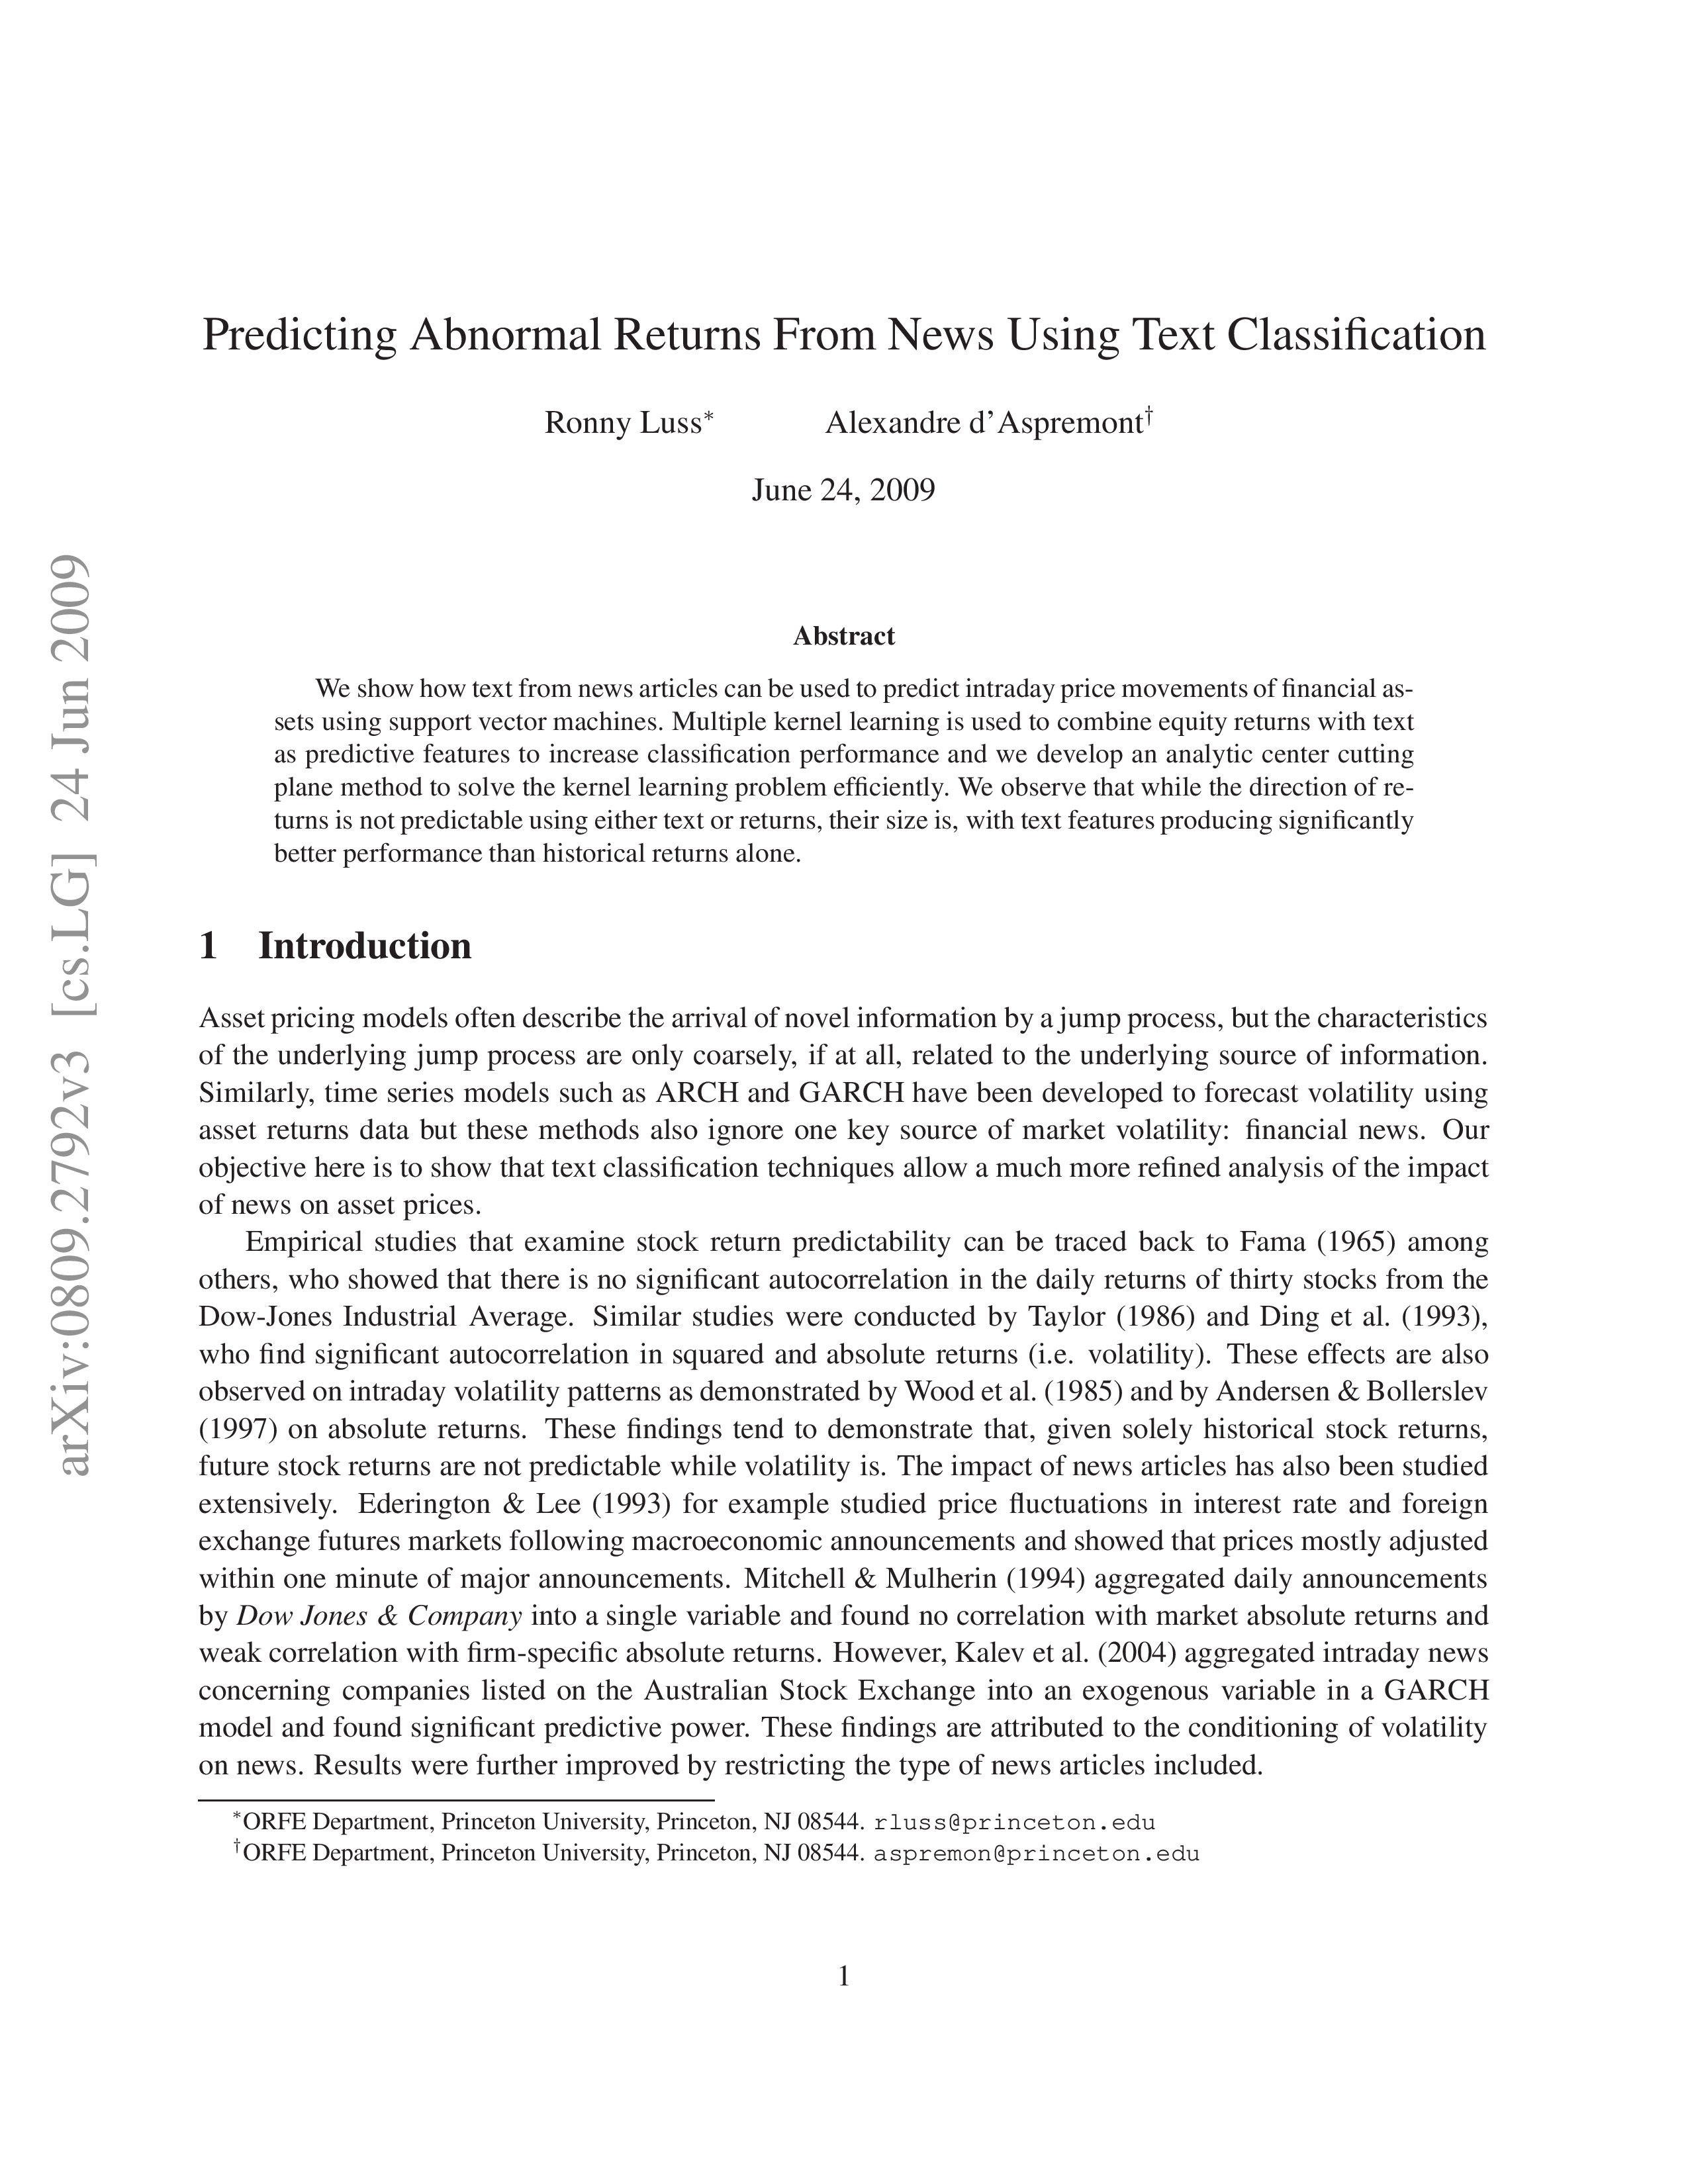 Predicting Abnormal Returns From News Using Text Classification
Ronny Luss* Alexandre d'Aspremont†
June 24, 2009
arXiv:0809.2792v3 [cs.LG] 24 Jun 2009
Abstract
We show how text from news articles can be used to predict intraday price movements of financial as-
sets using support vector machines. Multiple kernel learning is used to combine equity returns with text
as predictive features to increase classification performance and we develop an analytic center cutting
plane method to solve the kernel learning problem efficiently. We observe that while the direction of re-
turns is not predictable using either text or returns, their size is, with text features producing significantly
better performance than historical returns alone.
1 Introduction
Asset pricing models often describe the arrival of novel information by a jump process, but the characteristics
of the underlying jump process are only coarsely, if at all, related to the underlying source of information.
Similarly, time series models such as ARCH and GARCH have been developed to forecast volatility using
asset returns data but these methods also ignore one key source of market volatility: financial news. Our
objective here is to show that text classification techniques allow a much more refined analysis of the impact
of news on asset prices.
Empirical studies that examine stock return predictability can be traced back to Fama (1965) among
others, who showed that there is no significant autocorrelation in the daily returns of thirty stocks from the
Dow-Jones Industrial Average. Similar studies were conducted by Taylor (1986) and Ding et al. (1993),
who find significant autocorrelation in squared and absolute returns (i.e. volatility). These effects are also
observed on intraday volatility patterns as demonstrated by Wood et al. (1985) and by Andersen & Bollerslev
(1997) on absolute returns. These findings tend to demonstrate that, given solely historical stock returns,
future stock returns are not predictable while volatility is. The impact of news articles has also been studied
extensively. Ederington & Lee (1993) for example studied price fluctuations in interest rate and foreign
exchange futures markets following macroeconomic announcements and showed that prices mostly adjusted
within one minute of major announcements. Mitchell & Mulherin (1994) aggregated daily announcements
by Dow Jones & Company into a single variable and found no correlation with market absolute returns and
weak correlation with firm-specific absolute returns. However, Kalev et al. (2004) aggregated intraday news
concerning companies listed on the Australian Stock Exchange into an exogenous variable in a GARCH
model and found significant predictive power. These findings are attributed to the conditioning of volatility
on news. Results were further improved by restricting the type of news articles included.
*ORFE Department, Princeton University, Princeton, NJ 08544. rluss@princeton.edu
†ORFE Department, Princeton University, Princeton, NJ 08544. aspremon@princeton.edu
1